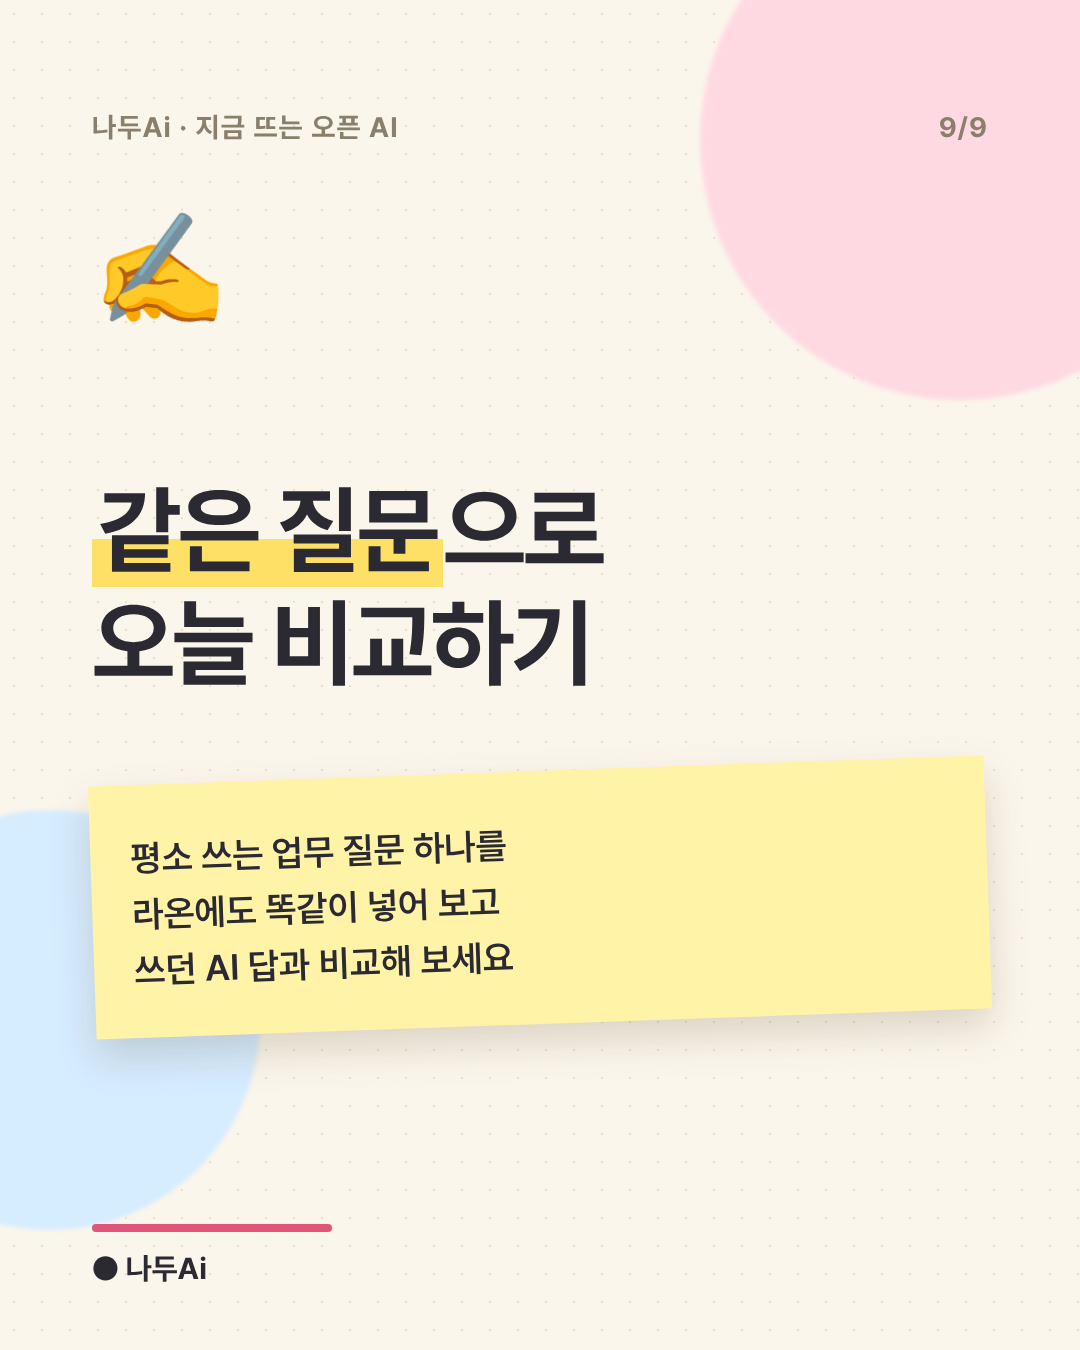 나두Ai · 지금 뜨는 오픈 AI
9/9
같은 질문으로
오늘 비교하기
평소 쓰는 업무 질문 하나를
라온에도 똑같이 넣어 보고
쓰던 AI 답과 비교해 보세요
나두Ai